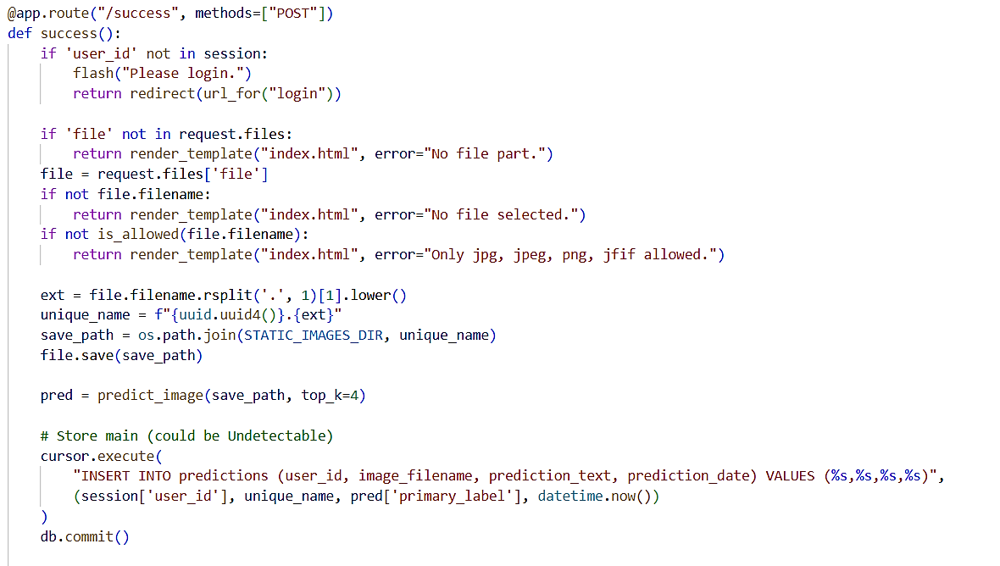 @app.route("/success", methods=["POST"])
def success():
    if 'user_id' not in session:
        flash("Please login.")
        return redirect(url_for("login"))

    if 'file' not in request.files:
        return render_template("index.html", error="No file part.")
    file = request.files['file']
    if not file.filename:
        return render_template("index.html", error="No file selected.")
    if not is_allowed(file.filename):
        return render_template("index.html", error="Only jpg, jpeg, png, jfif allowed.")

    ext = file.filename.rsplit('.', 1)[1].lower()
    unique_name = f"{uuid.uuid4()}.{ext}"
    save_path = os.path.join(STATIC_IMAGES_DIR, unique_name)
    file.save(save_path)

    pred = predict_image(save_path, top_k=4)

    # Store main (could be Undetectable)
    cursor.execute(
        "INSERT INTO predictions (user_id, image_filename, prediction_text, prediction_date) VALUES (%s,%s,%s,%s)",
        (session['user_id'], unique_name, pred['primary_label'], datetime.now())
    )
    db.commit()